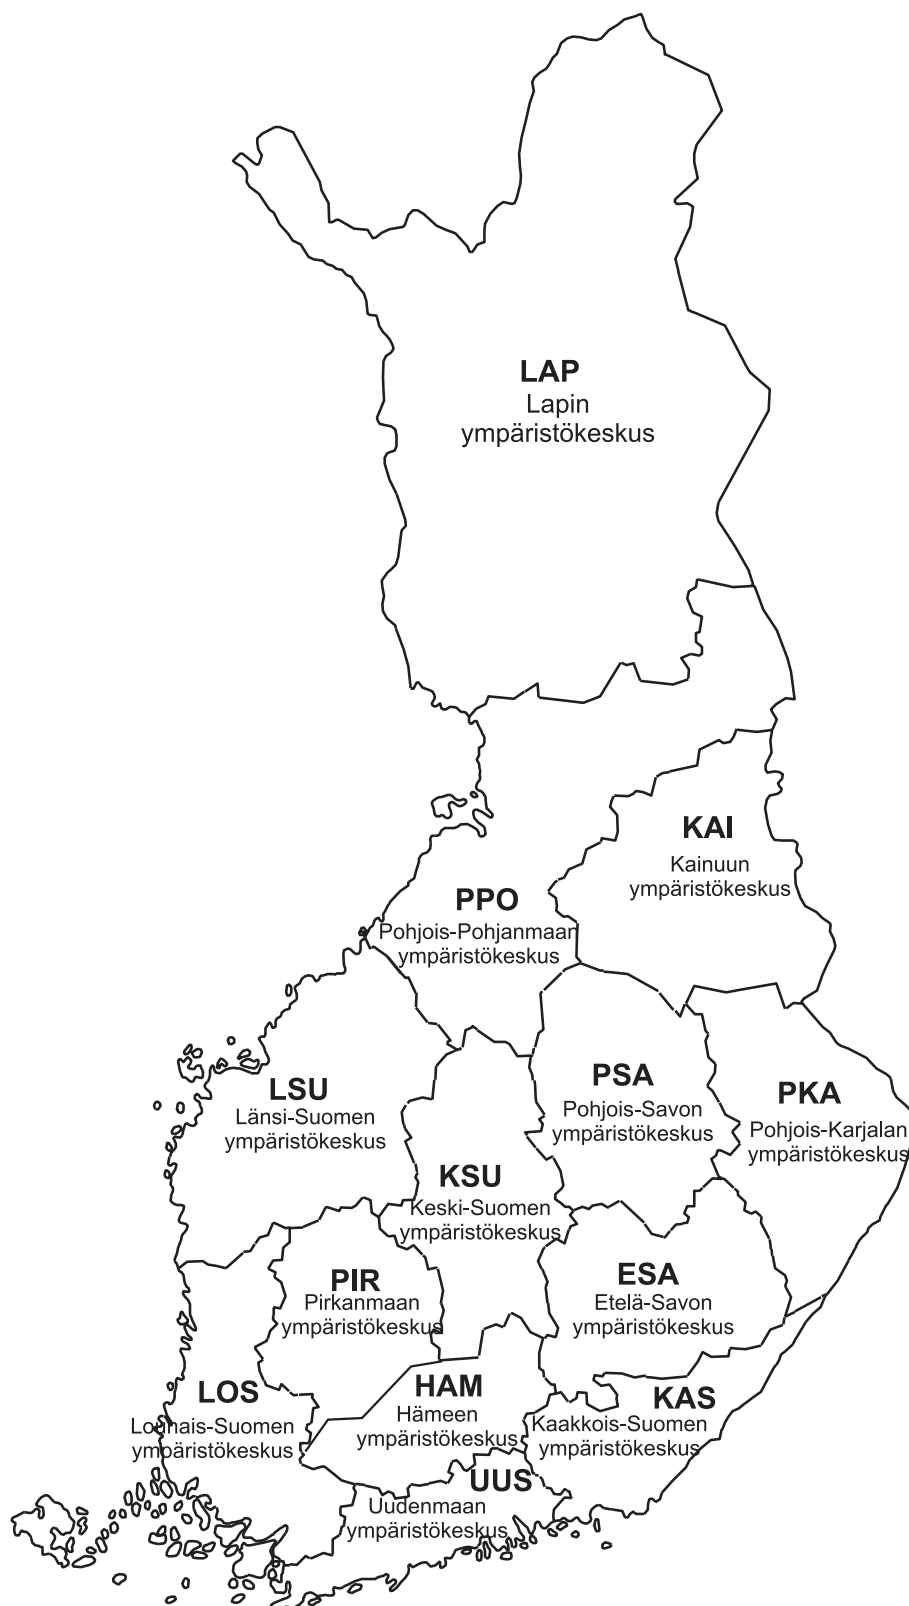 LAP
Lapin
ympäristökeskus
KAI
Kainuun
ympäristökeskus
PPO
Pohjois-Pohjanmaan
ympäristökeskus
PSA
Pohjois-Savon
ympäristökeskus
PKA
Pohjois-Karjalan
ympäristökeskus
LSU
Länsi-Suomen
ympäristökeskus
KSU
Keski-Suomen
ympäristökeskus
PIR
Pirkanmaan
ympäristökeskus
ESA
Etelä-Savon
ympäristökeskus
LOS
Lounais-Suomen
ympäristökeskus
HAM
Hämeen
ympäristökeskus
KAS
Kaakkois-Suomen
ympäristökeskus
UUS
Uudenmaan
ympäristökeskus